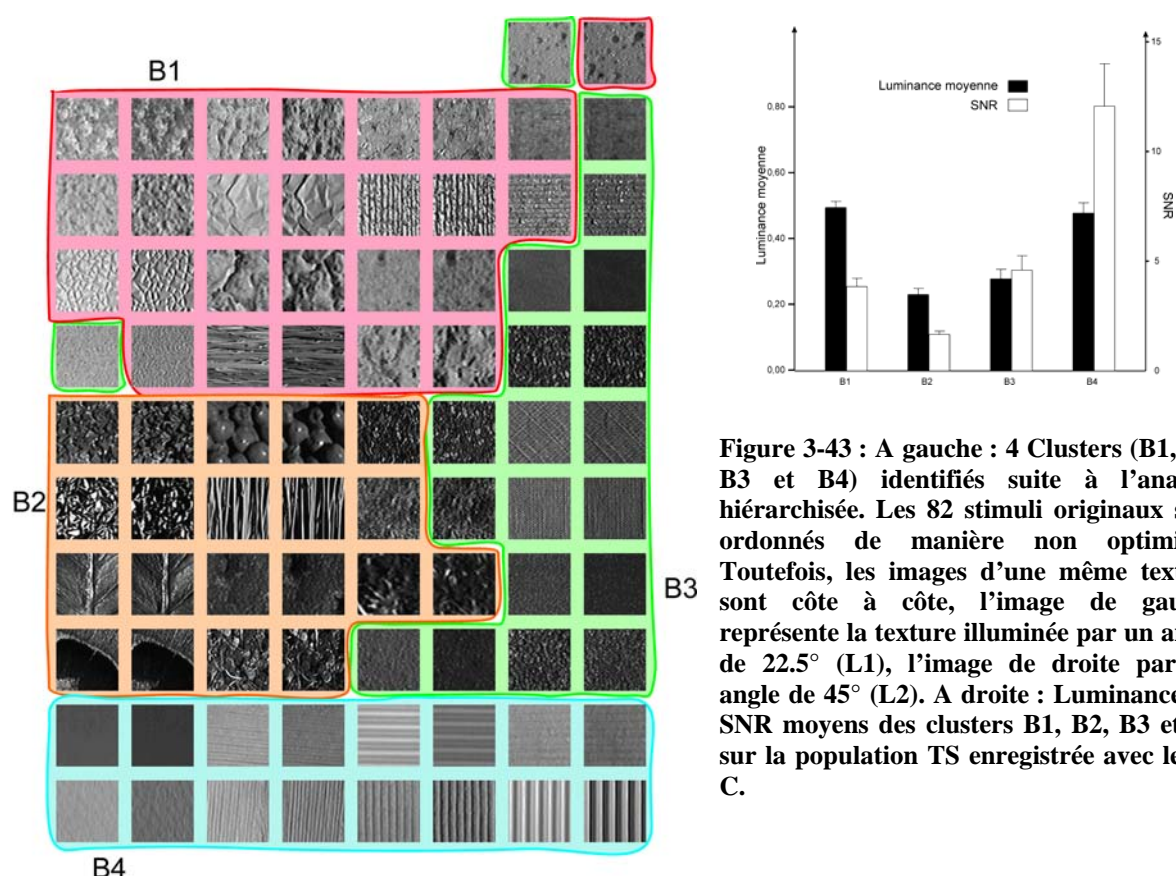 B1
B2
B3
B4
Luminance moyenne
SNR
0,80
0,60
0,40
0,20
0,00
Luminance moyenne
15
10
5
0
SNR
B1 B2 B3 B4
Figure 3-43 : A gauche : 4 Clusters (B1,
B3 et B4) identifiés suite à l’ana
hiérarchisée. Les 82 stimuli originaux s
ordonnés de manière non optimi
Toutefois, les images d’une même text
sont côte à côte, l’image de gau
représente la texture illuminée par un a
de 22.5° (L1), l’image de droite par
angle de 45° (L2). A droite : Luminance
SNR moyens des clusters B1, B2, B3 et
sur la population TS enregistrée avec le
C.